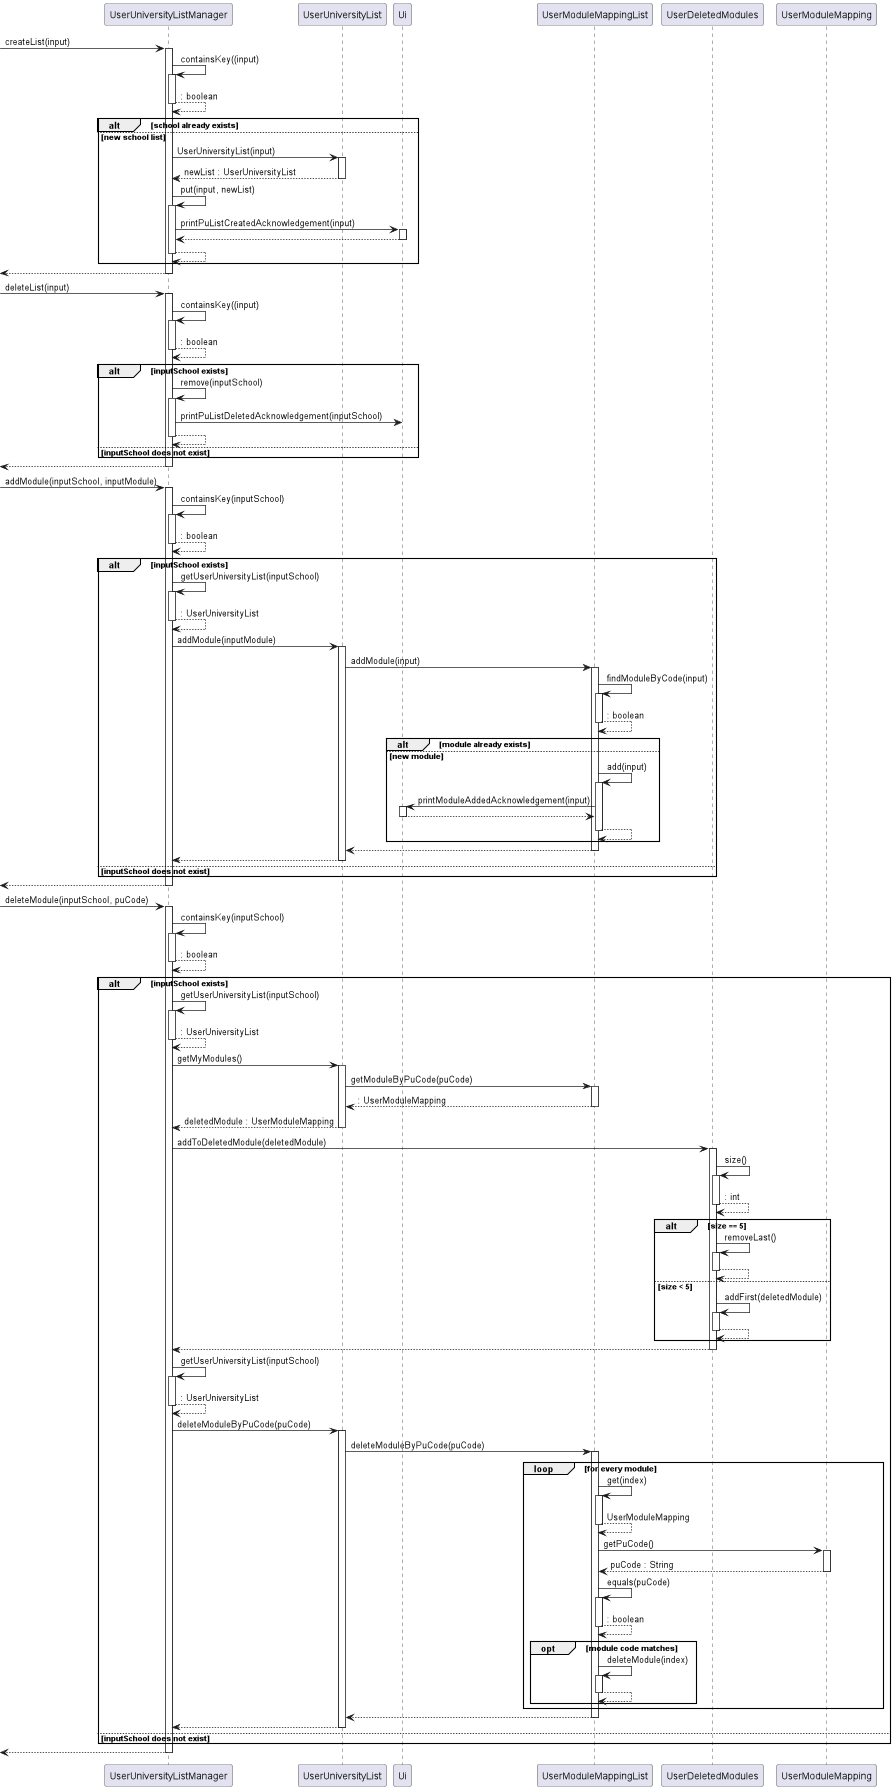 UserUniversityListManager
UserUniversityList
Ui
UserModuleMappingList
UserDeletedModules
UserModuleMapping
createList(input)
containsKey((input)
: boolean
alt
[school already exists]
[new school list]
UserUniversityList(input)
newList : UserUniversityList
put(input, newList)
printPuListCreatedAcknowledgement(input)
deleteList(input)
containsKey((input)
: boolean
alt
[inputSchool exists]
remove(inputSchool)
printPuListDeletedAcknowledgement(inputSchool)
[inputSchool does not exist]
addModule(inputSchool, inputModule)
containsKey(inputSchool)
: boolean
alt
[inputSchool exists]
getUserUniversityList(inputSchool)
: UserUniversityList
addModule(inputModule)
addModule(input)
findModuleByCode(input)
: boolean
alt
[module already exists]
[new module]
add(input)
printModuleAddedAcknowledgement(input)
[inputSchool does not exist]
deleteModule(inputSchool, puCode)
containsKey(inputSchool)
: boolean
alt
[inputSchool exists]
getUserUniversityList(inputSchool)
: UserUniversityList
getMyModules()
getModuleByPuCode(puCode)
: UserModuleMapping
deletedModule : UserModuleMapping
addToDeletedModule(deletedModule)
size()
: int
alt
[size == 5]
removeLast()
[size < 5]
addFirst(deletedModule)
getUserUniversityList(inputSchool)
: UserUniversityList
deleteModuleByPuCode(puCode)
deleteModuleByPuCode(puCode)
loop
[for every module]
get(index)
UserModuleMapping
getPuCode()
puCode : String
equals(puCode)
: boolean
opt
[module code matches]
deleteModule(index)
[inputSchool does not exist]
UserUniversityListManager
UserUniversityList
Ui
UserModuleMappingList
UserDeletedModules
UserModuleMapping